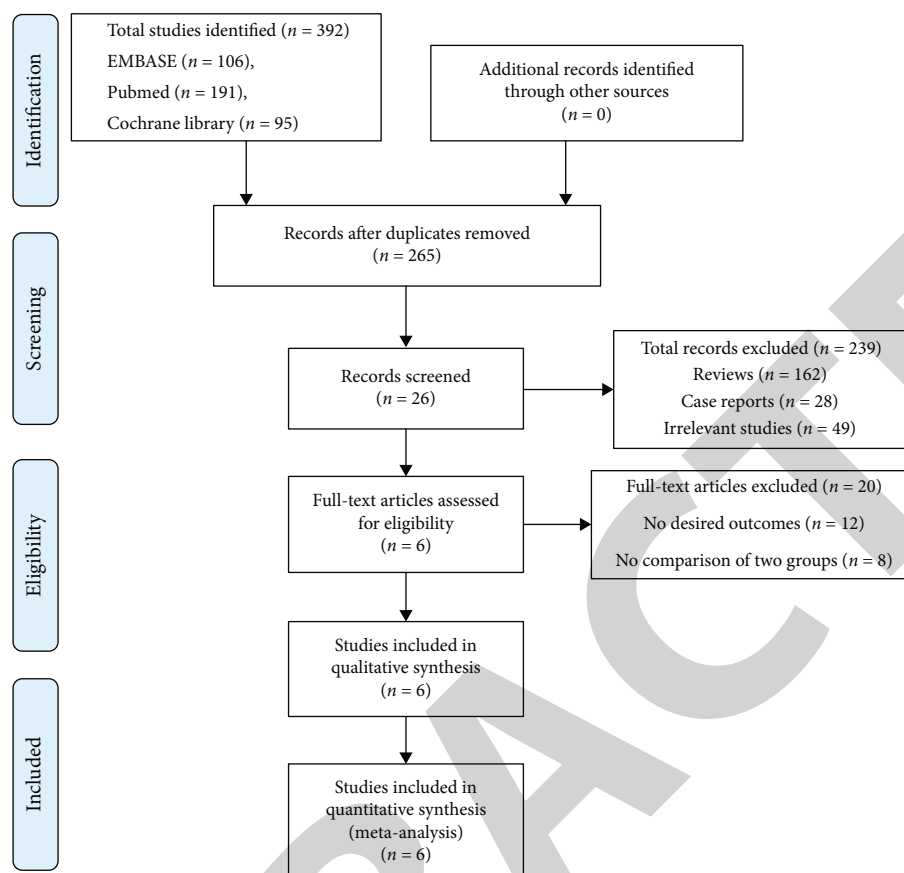 Identification
Total studies identified (n = 392)
EMBASE (n = 106),
Pubmed (n = 191),
Cochrane library (n = 95)
Additional records identified
through other sources
(n = 0)
Records after duplicates removed
(n = 265)
Screening
Records screened
(n = 26)
Total records excluded (n = 239)
Reviews (n = 162)
Case reports (n = 28)
Irrelevant studies (n = 49)
Eligibility
Full-text articles assessed
for eligibility
(n = 6)
Full-text articles excluded (n = 20)
No desired outcomes (n = 12)
No comparison of two groups (n = 8)
Studies included in
qualitative synthesis
(n = 6)
Included
Studies included in
quantitative synthesis
(meta-analysis)
(n = 6)